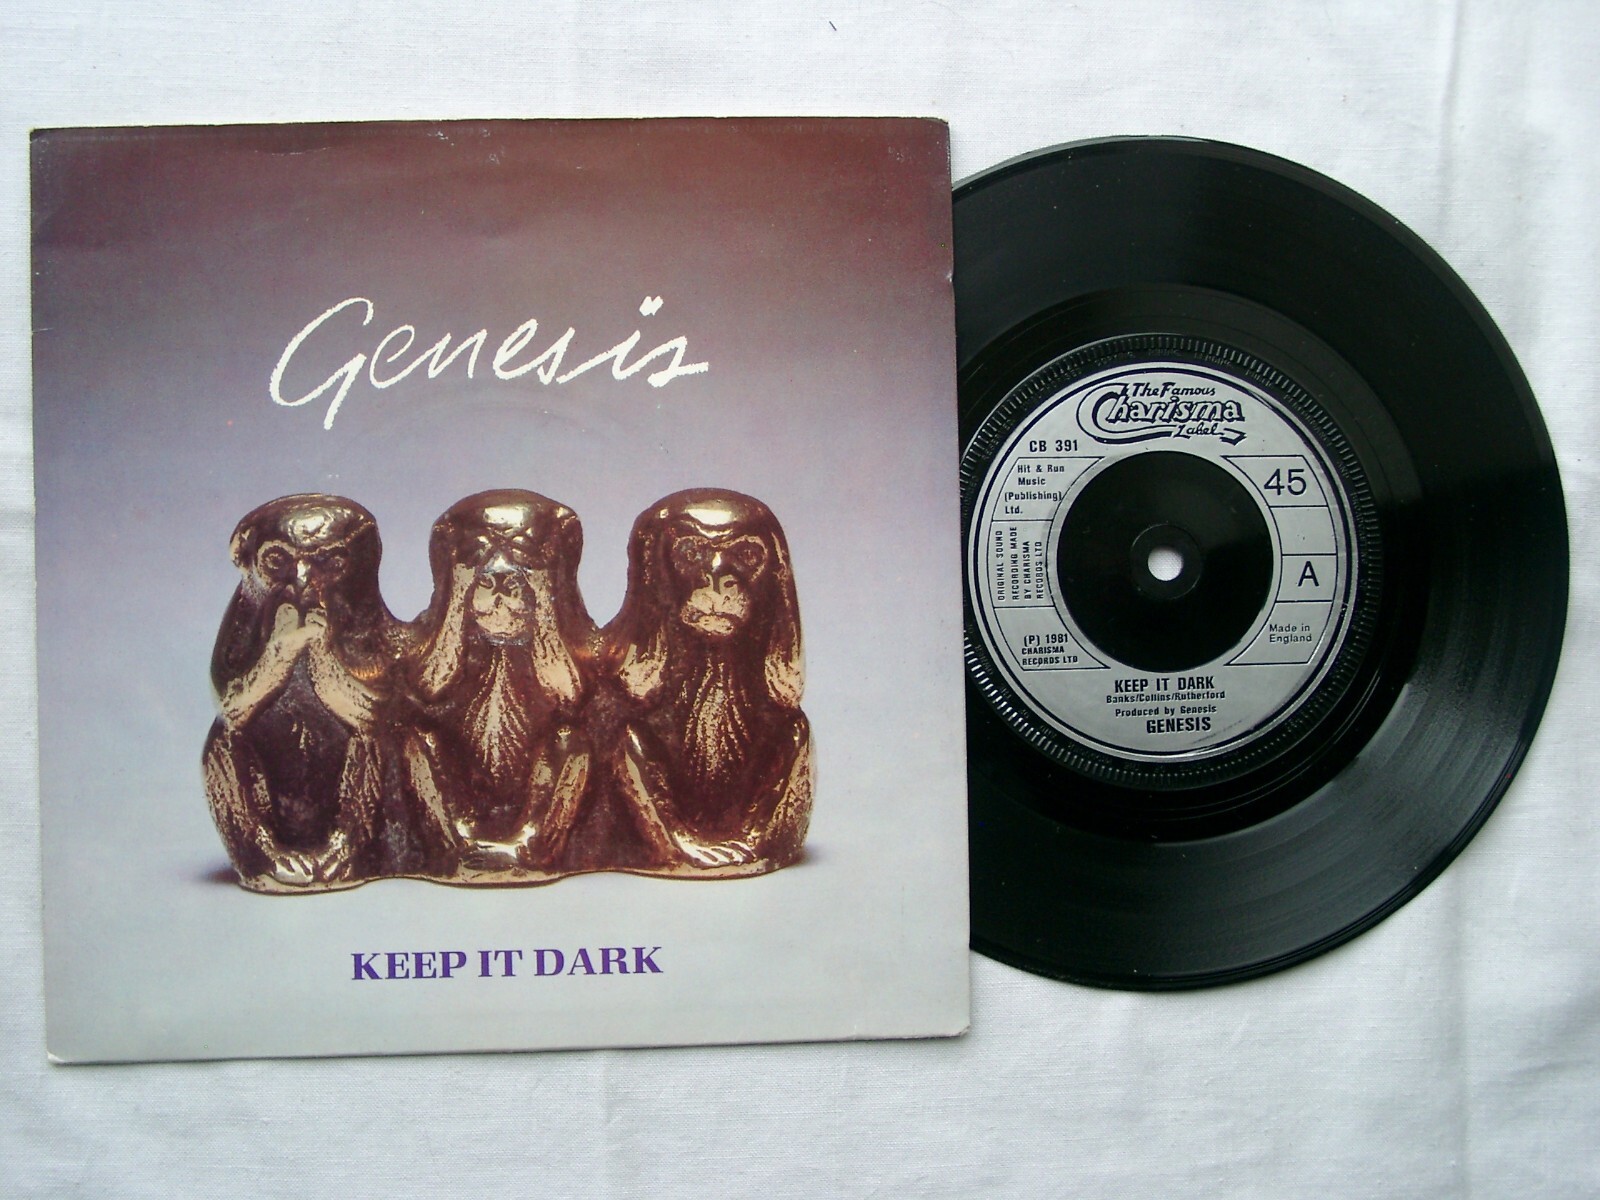 Genesis
KEEP IT DARK
The Famous
Charisma
Label
CB 391
Hit & Run
Music
(Publishing)
Ltd.
ORIGINAL SOUND
RECORDING MADE
BY CHARISMA
RECORDS LTD
(P) 1981
CHARISMA
RECORDS LTD
45
A
Made in
England
KEEP IT DARK
Banks/Collins/Rutherford
Produced by Genesis
GENESIS